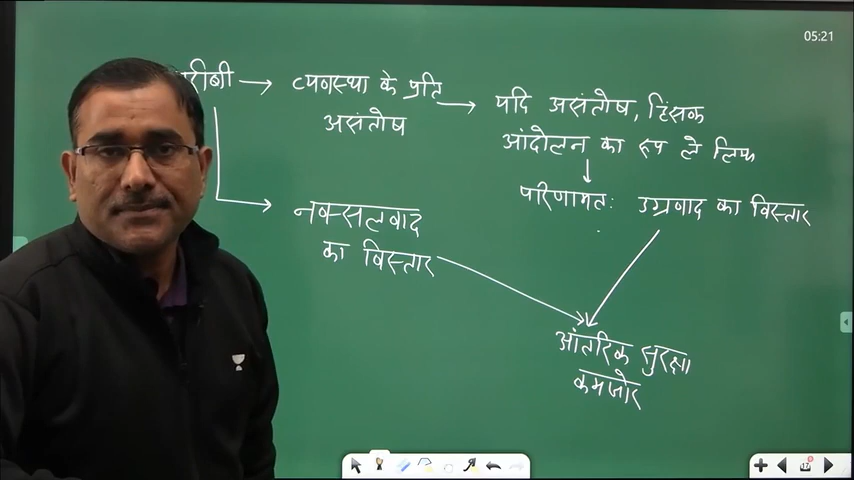 05:21
गरीबी → व्यवस्था के प्रति
असंतोष → यदि असंतोष, हिंसक
आंदोलन का रूप ले लिया
↓
परिणामतः उग्रवाद का विस्तार
नक्सलवाद
का विस्तार
आंतरिक सुरक्षा
कमजोर
17